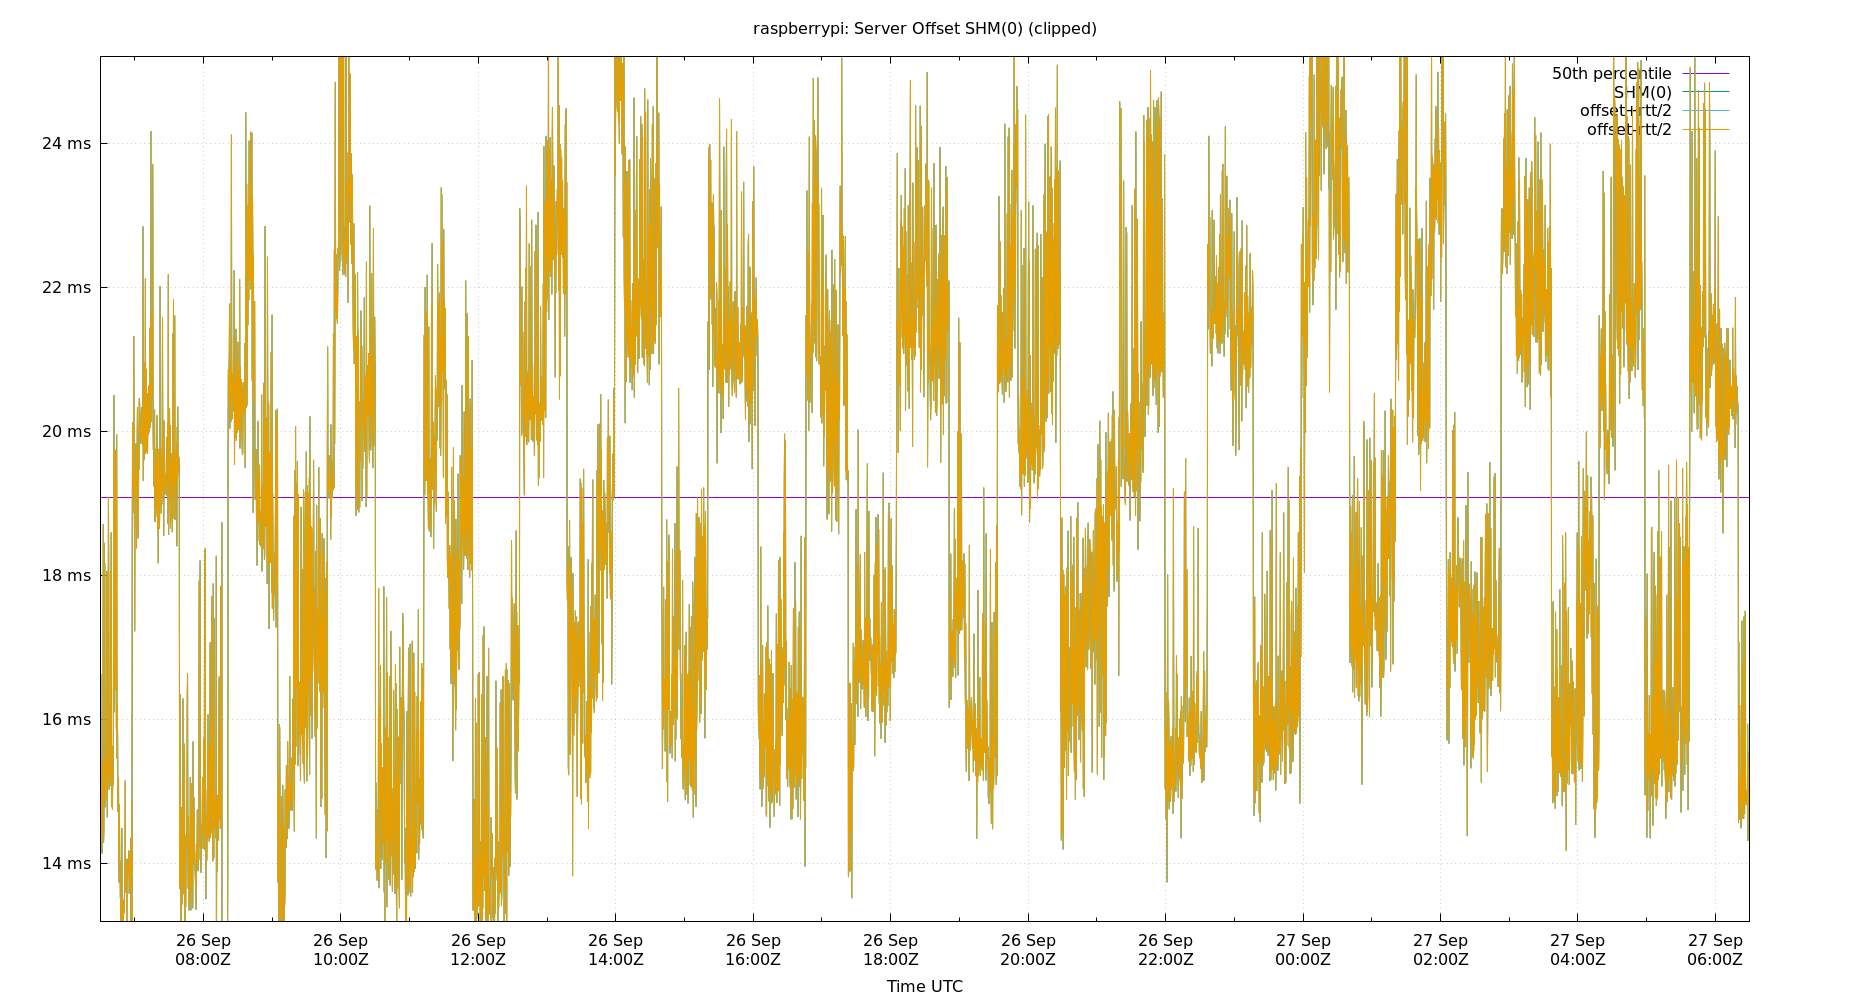 raspberrypi: Server Offset SHM(0) (clipped)
50th percentile
SHM(0)
offset+rtt/2
offset-rtt/2
24 ms
22 ms
20 ms
18 ms
16 ms
14 ms
26 Sep 26 Sep 26 Sep 26 Sep 26 Sep 26 Sep 26 Sep 26 Sep 27 Sep 27 Sep 27 Sep 27 Sep
08:00Z 10:00Z 12:00Z 14:00Z 16:00Z 18:00Z 20:00Z 22:00Z 00:00Z 02:00Z 04:00Z 06:00Z
Time UTC